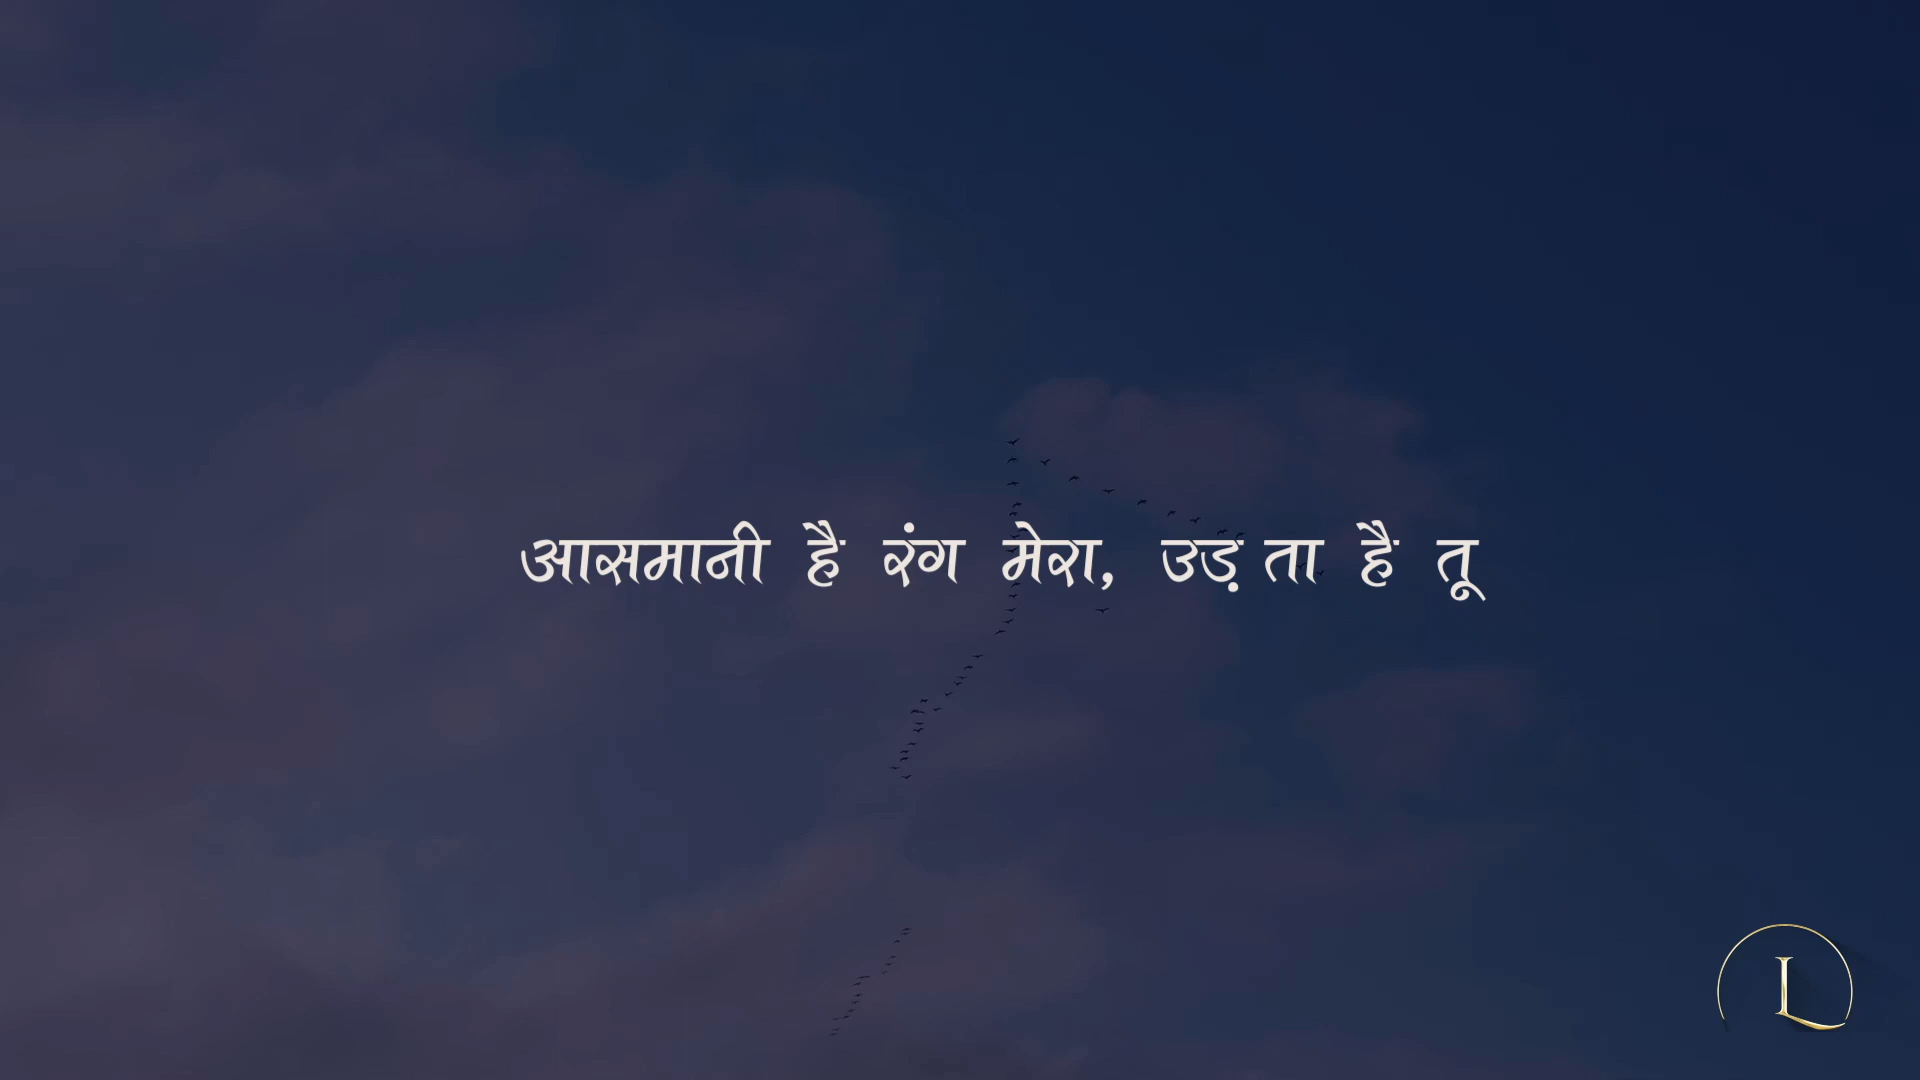 आसमानी है रंग मेरा, उड़ता है तू
L